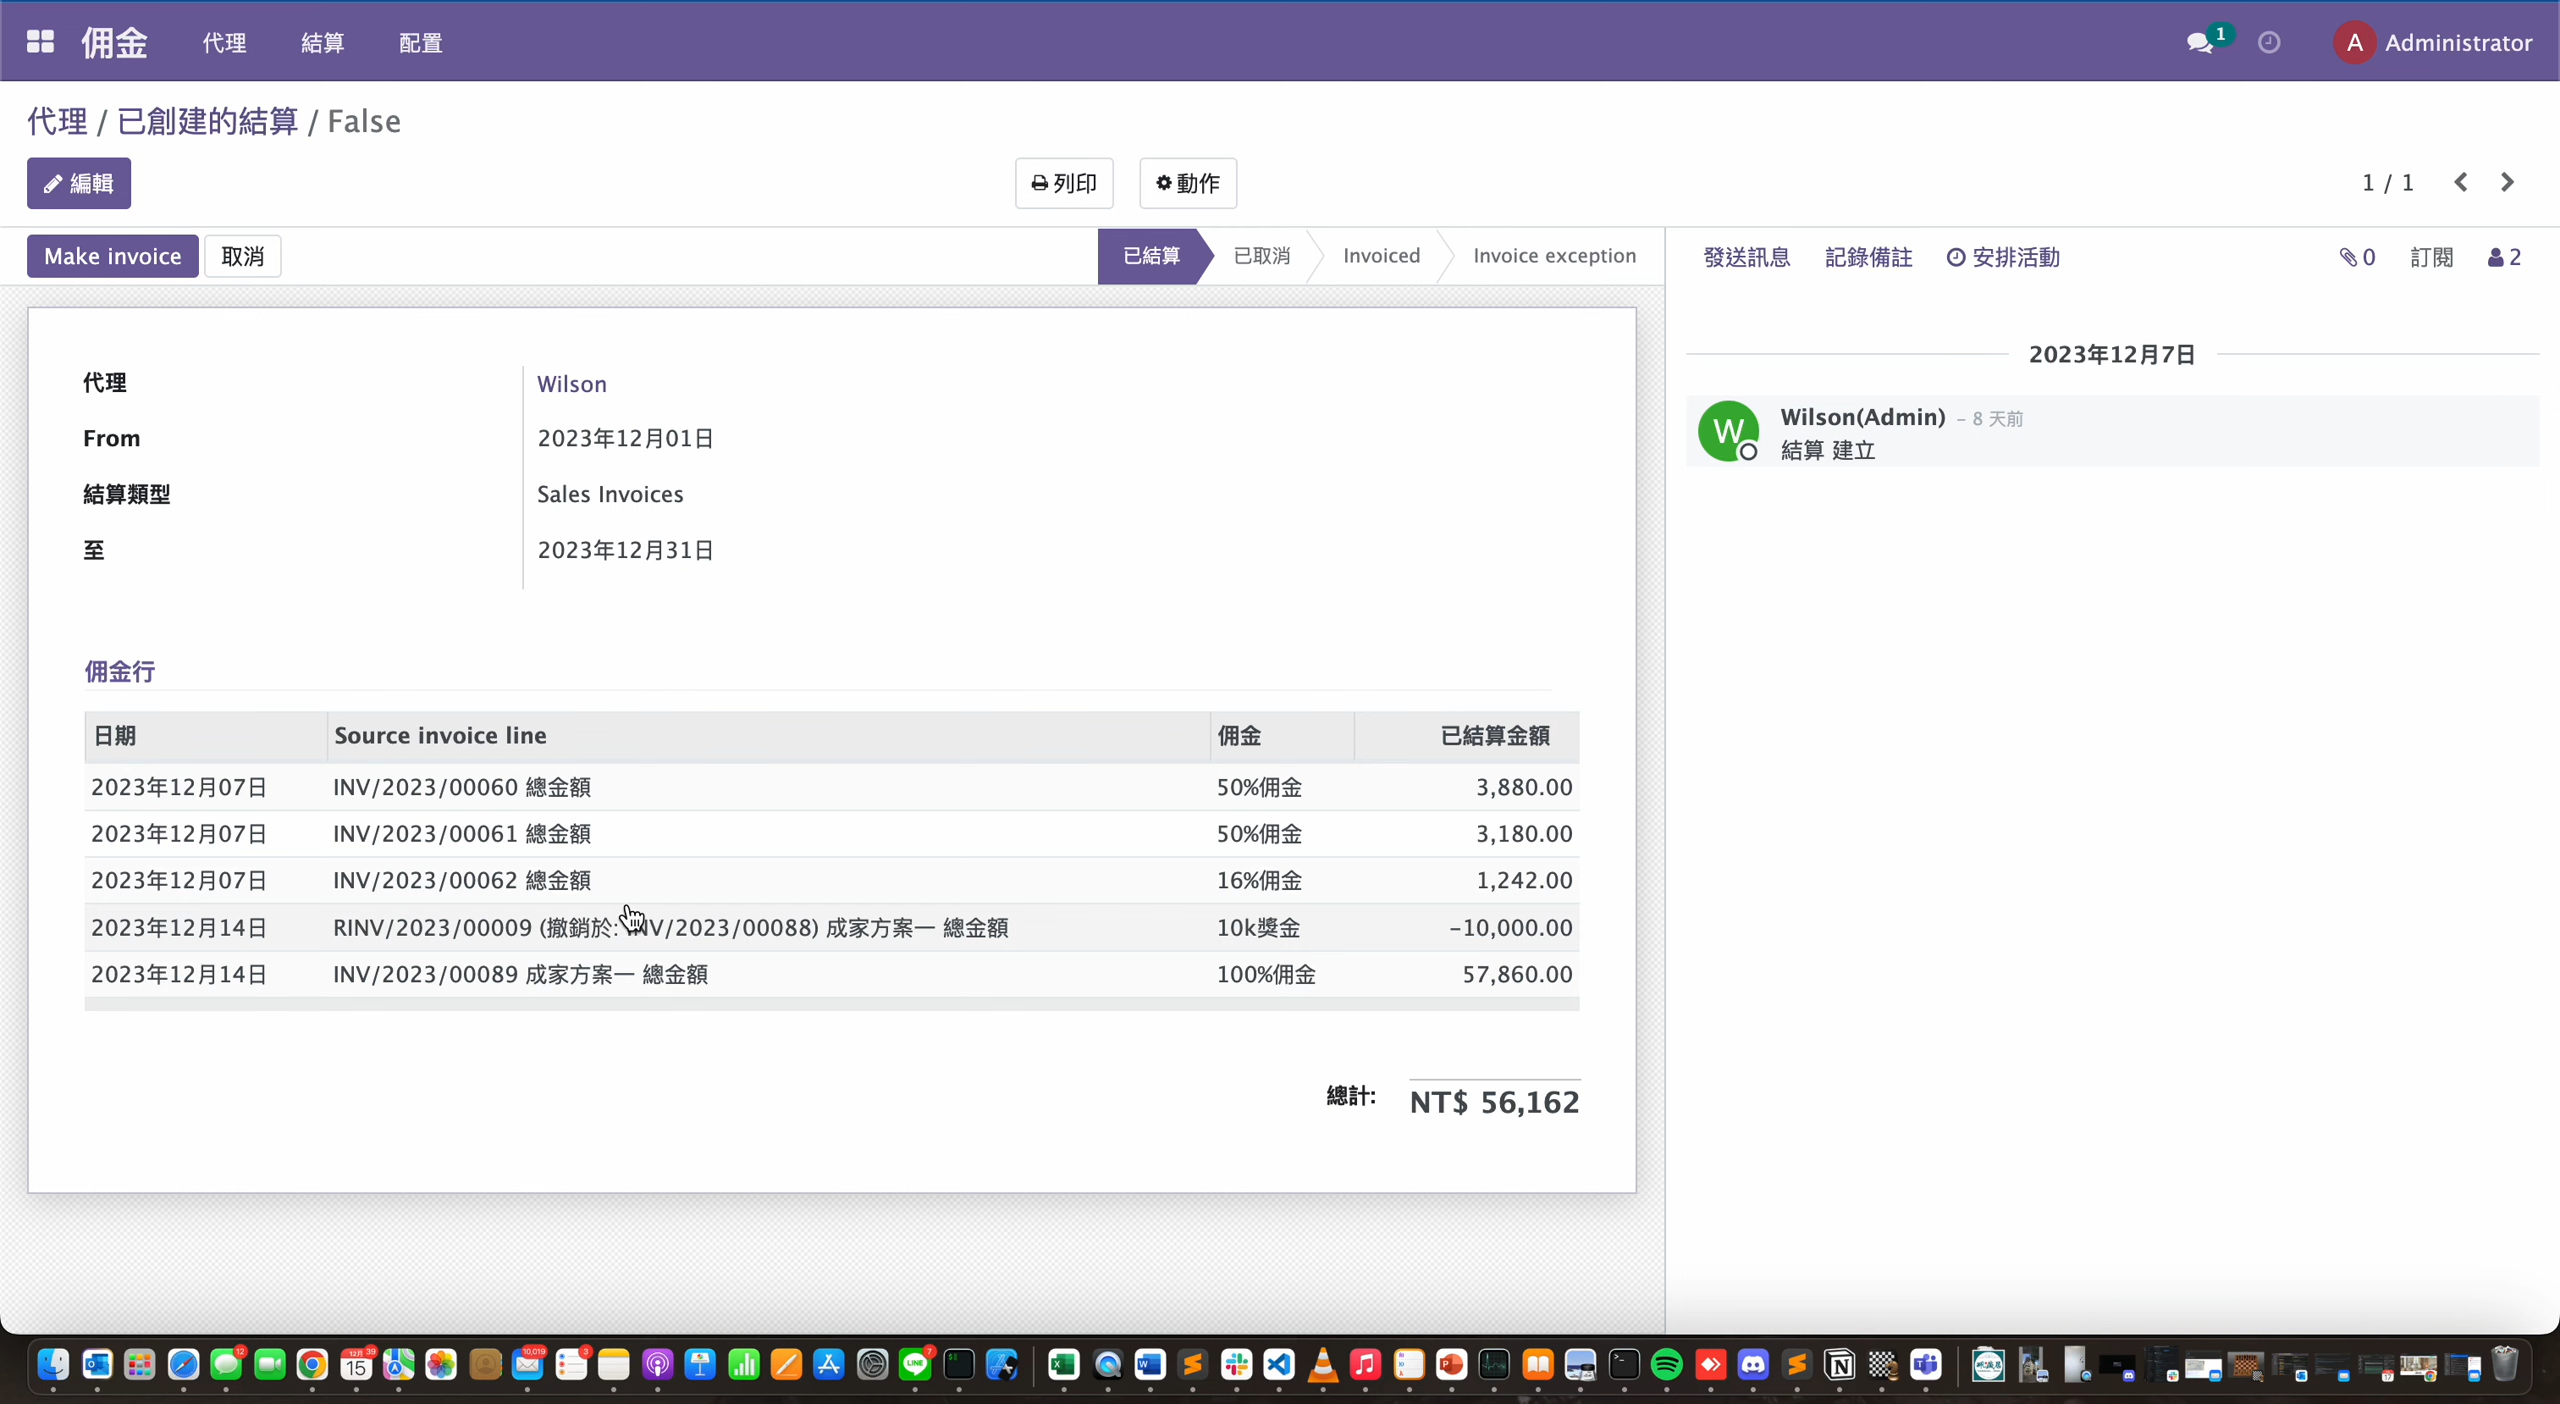 佣金 代理 結算 配置 1 A Administrator
代理 / 已創建的結算 / False
編輯 列印 動作 1 / 1
Make invoice 取消 已結算 已取消 Invoiced Invoice exception 發送訊息 記錄備註 安排活動 0 訂閱 2
2023年12月7日
W Wilson(Admin) – 8 天前
結算 建立
代理 Wilson
From 2023年12月01日
結算類型 Sales Invoices
至 2023年12月31日
佣金行
日期 Source invoice line 佣金 已結算金額
2023年12月07日 INV/2023/00060 總金額 50%佣金 3,880.00
2023年12月07日 INV/2023/00061 總金額 50%佣金 3,180.00
2023年12月07日 INV/2023/00062 總金額 16%佣金 1,242.00
2023年12月14日 RINV/2023/00009 (撤銷於: INV/2023/00088) 成家方案一 總金額 10k獎金 -10,000.00
2023年12月14日 INV/2023/00089 成家方案一 總金額 100%佣金 57,860.00
總計: NT$ 56,162
12 12月 39 15 10,019 3 LINE 7